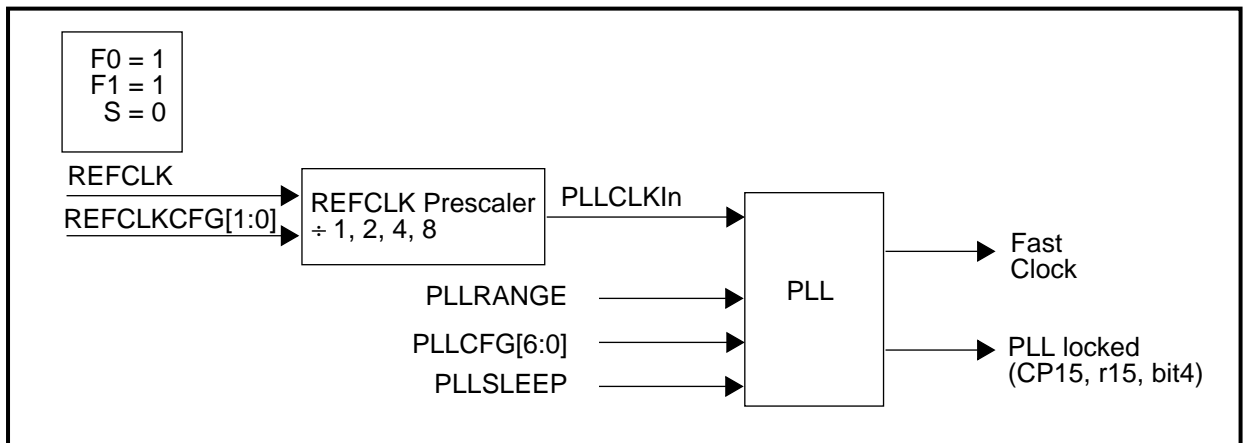 F0 = 1
F1 = 1
S = 0
REFCLK
REFCLKCFG[1:0]
REFCLK Prescaler
÷ 1, 2, 4, 8
PLLCLKIn
PLLRANGE
PLLCFG[6:0]
PLLSLEEP
PLL
Fast
Clock
PLL locked
(CP15, r15, bit4)